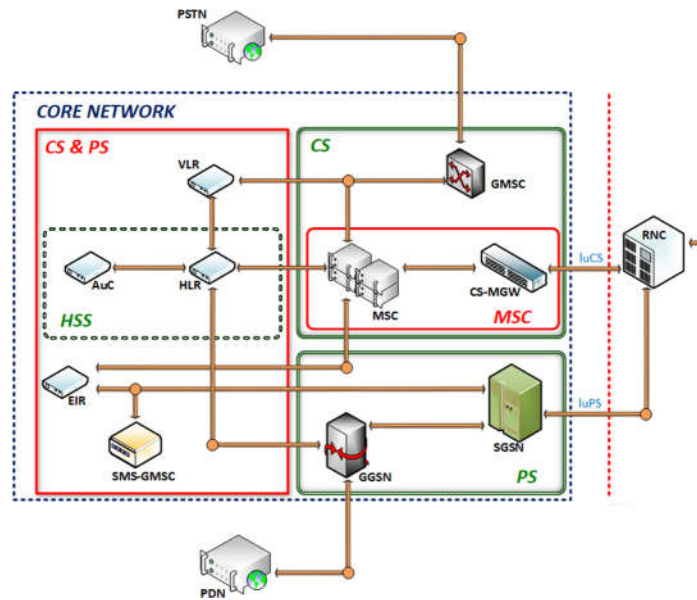 PSTN
CORE NETWORK
CS & PS
CS
VLR
GMSC
RNC
IuCS
AuC
HLR
MSC
CS-MGW
HSS
MSC
EIR
IuPS
SGSN
SMS-GMSC
GGSN
PS
PDN